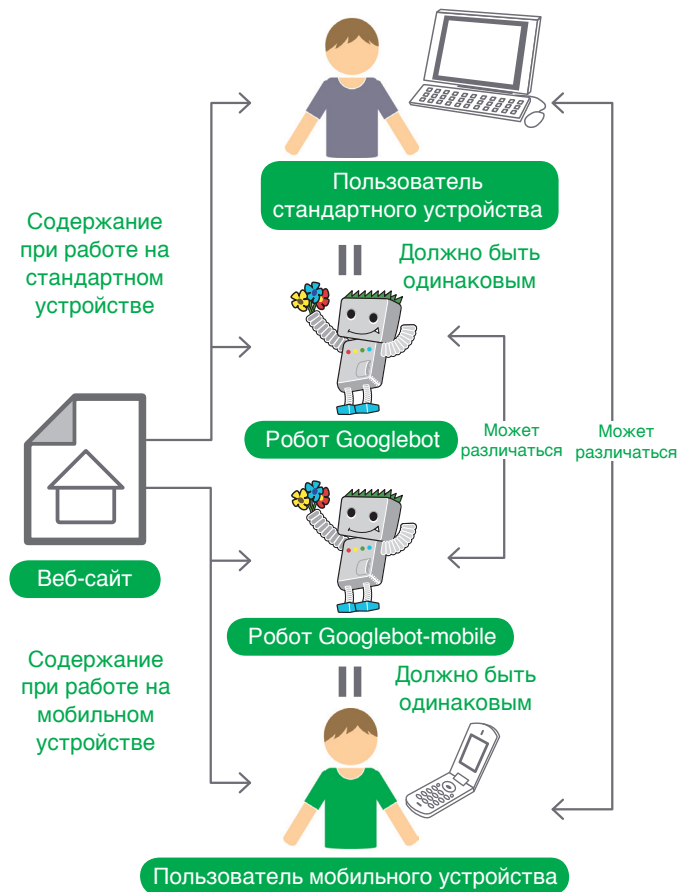 Пользователь
стандартного устройства
Содержание
при работе на
стандартном
устройстве
Должно быть
одинаковым
Робот Googlebot
Может
различаться
Может
различаться
Веб-сайт
Робот Googlebot-mobile
Содержание
при работе на
мобильном
устройстве
Должно быть
одинаковым
Пользователь мобильного устройства